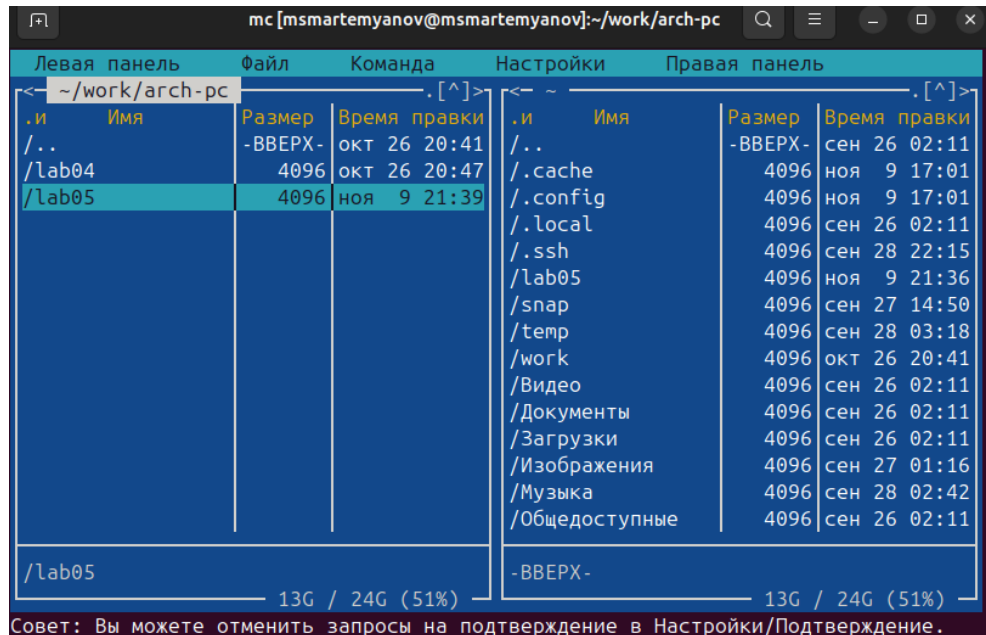 mc [msmartemyanov@msmartemyanov]:~/work/arch-pc
Левая панель Файл Команда Настройки Правая панель
<─ ~/work/arch-pc ─.[^]>
.и Имя Размер Время правки
/.. -ВВЕРХ- окт 26 20:41
/lab04 4096 окт 26 20:47
/lab05 4096 ноя 9 21:39
/lab05
13G / 24G (51%)
<─ ~ ─.[^]>
.и Имя Размер Время правки
/.. -ВВЕРХ- сен 26 02:11
/.cache 4096 ноя 9 17:01
/.config 4096 ноя 9 17:01
/.local 4096 сен 26 02:11
/.ssh 4096 сен 28 22:15
/lab05 4096 ноя 9 21:36
/snap 4096 сен 27 14:50
/temp 4096 сен 28 03:18
/work 4096 окт 26 20:41
/Видео 4096 сен 26 02:11
/Документы 4096 сен 26 02:11
/Загрузки 4096 сен 26 02:11
/Изображения 4096 сен 27 01:16
/Музыка 4096 сен 28 02:42
/Общедоступные 4096 сен 26 02:11
-ВВЕРХ-
13G / 24G (51%)
Совет: Вы можете отменить запросы на подтверждение в Настройки/Подтверждение.